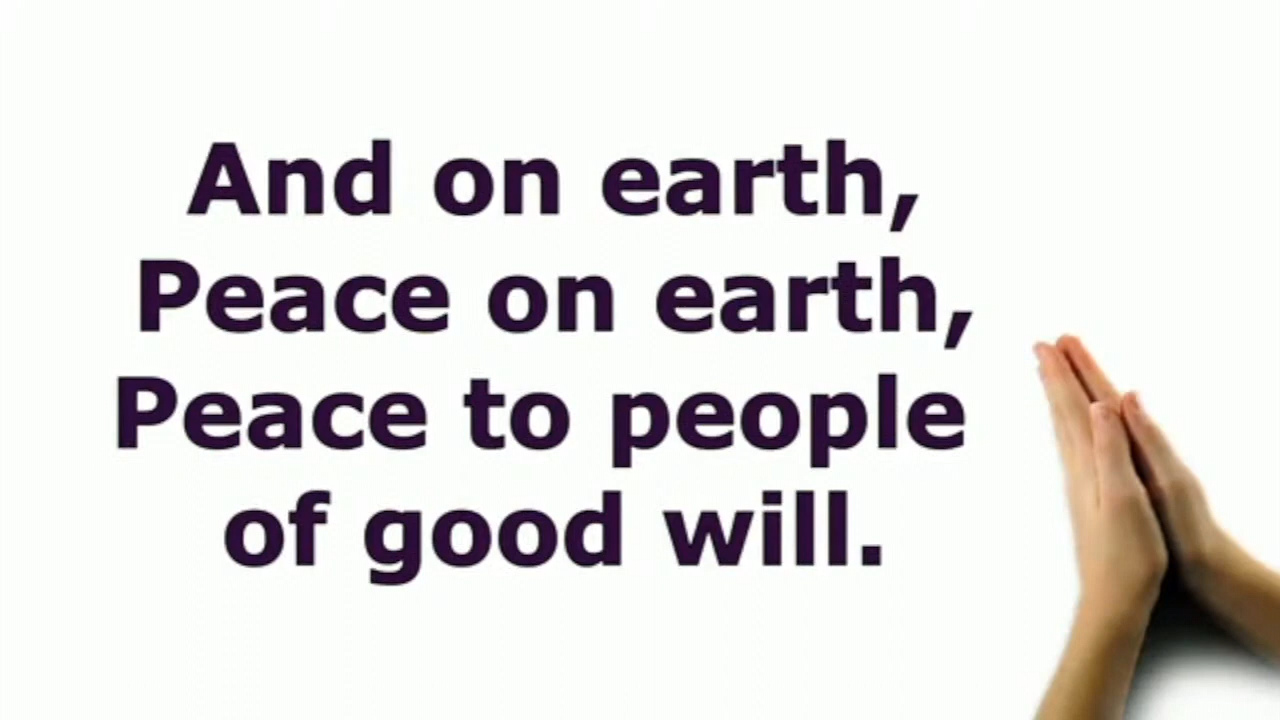 And on earth,
Peace on earth,
Peace to people
of good will.